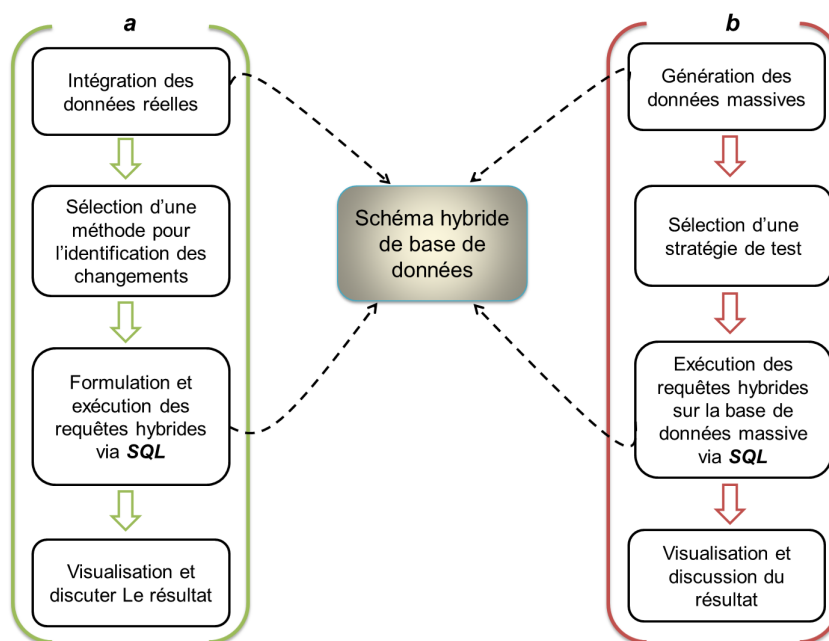 a
Intégration des
données réelles
Sélection d’une
méthode pour
l’identification des
changements
Formulation et
exécution des
requêtes hybrides
via SQL
Visualisation et
discuter Le résultat
Schéma hybride
de base de
données
b
Génération des
données massives
Sélection d’une
stratégie de test
Exécution des
requêtes hybrides
sur la base de
données massive
via SQL
Visualisation et
discussion du
résultat